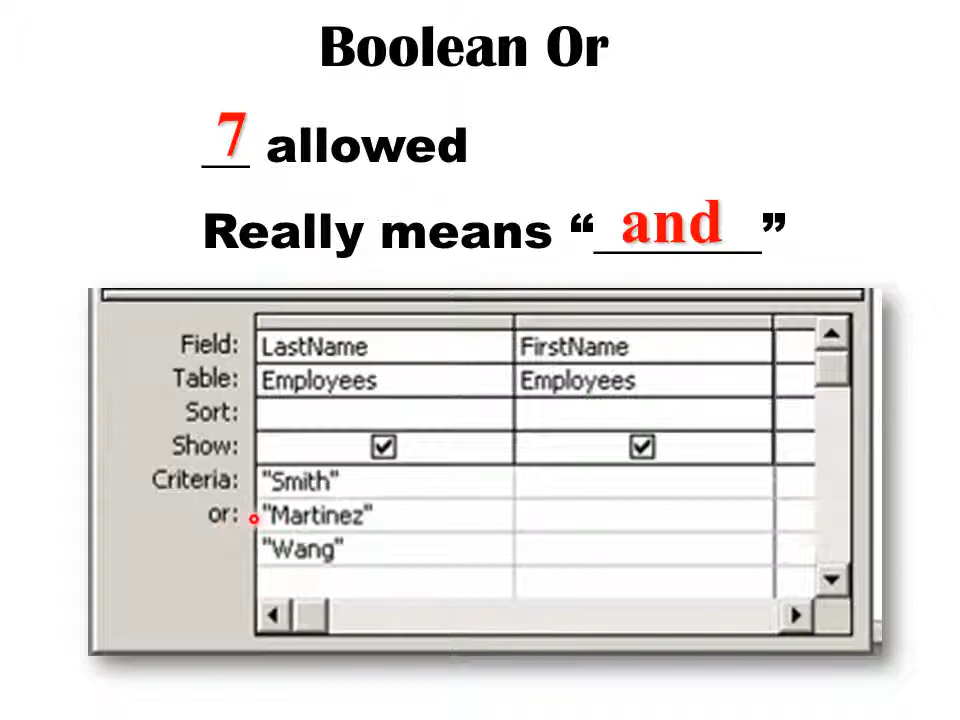 Boolean Or
7 allowed
Really means “and”
Field: LastName FirstName
Table: Employees Employees
Sort:
Show:
Criteria: "Smith"
or: "Martinez"
"Wang"